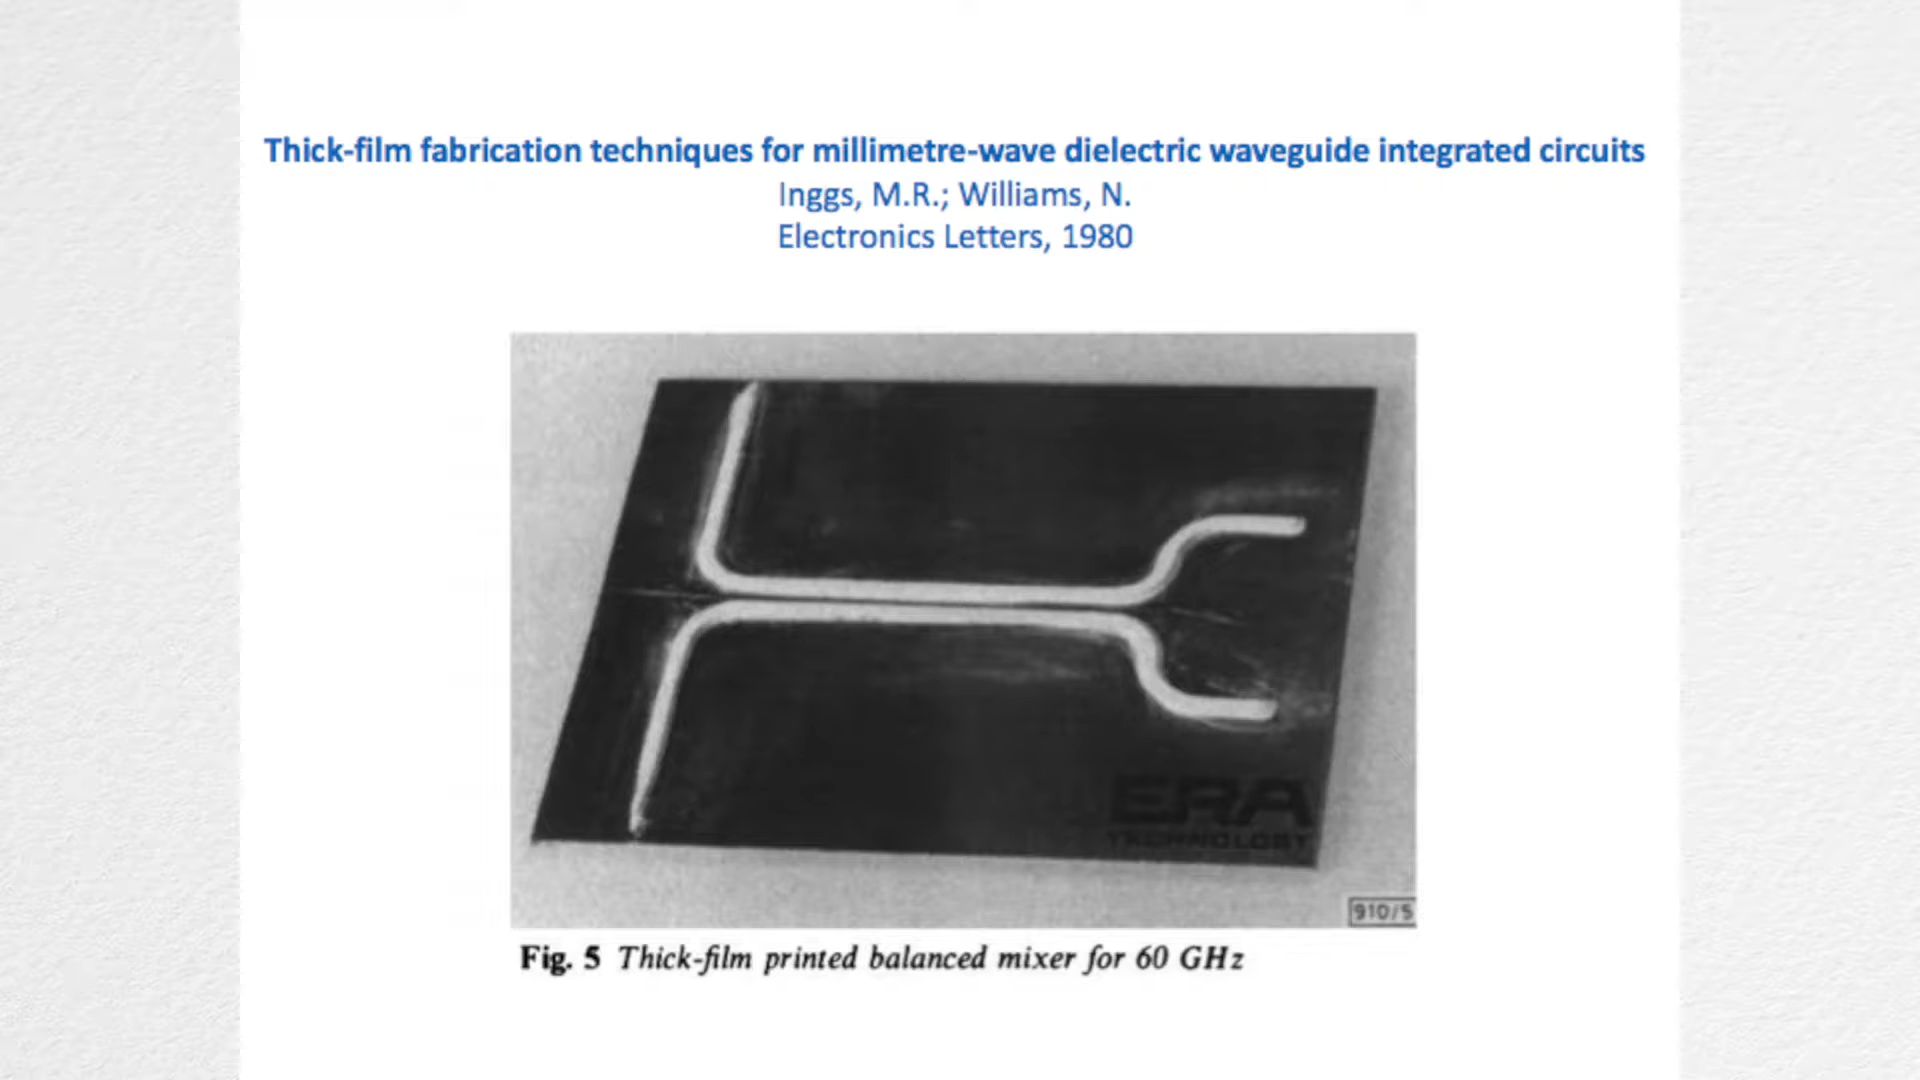 Thick-film fabrication techniques for millimetre-wave dielectric waveguide integrated circuits
Inggs, M.R.; Williams, N.
Electronics Letters, 1980
ERA
TECHNOLOGY
910/5
Fig. 5 Thick-film printed balanced mixer for 60 GHz